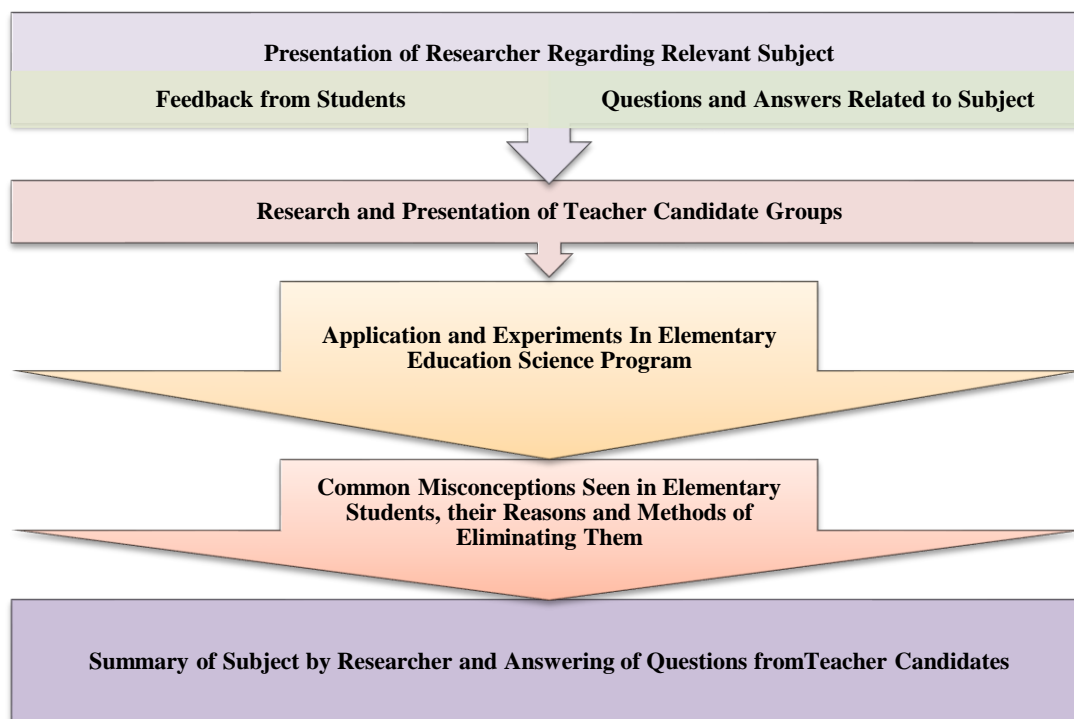 Presentation of Researcher Regarding Relevant Subject
Feedback from Students
Questions and Answers Related to Subject
Research and Presentation of Teacher Candidate Groups
Application and Experiments In Elementary
Education Science Program
Common Misconceptions Seen in Elementary
Students, their Reasons and Methods of
Eliminating Them
Summary of Subject by Researcher and Answering of Questions fromTeacher Candidates